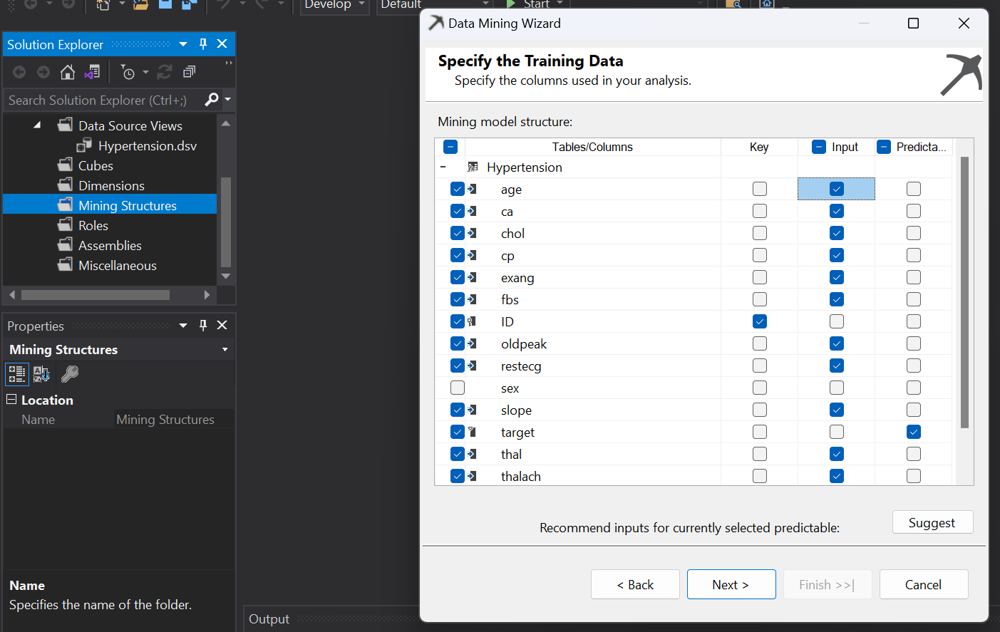 Develop
Default
Start
Solution Explorer
Search Solution Explorer (Ctrl+;)
Data Source Views
Hypertension.dsv
Cubes
Dimensions
Mining Structures
Roles
Assemblies
Miscellaneous
Properties
Mining Structures
Location
Name Mining Structures
Name
Specifies the name of the folder.
Output
Data Mining Wizard
Specify the Training Data
Specify the columns used in your analysis.
Mining model structure:
Tables/Columns Key Input Predicta...
Hypertension
age
ca
chol
cp
exang
fbs
ID
oldpeak
restecg
sex
slope
target
thal
thalach
Recommend inputs for currently selected predictable:
Suggest
< Back
Next >
Finish >>|
Cancel